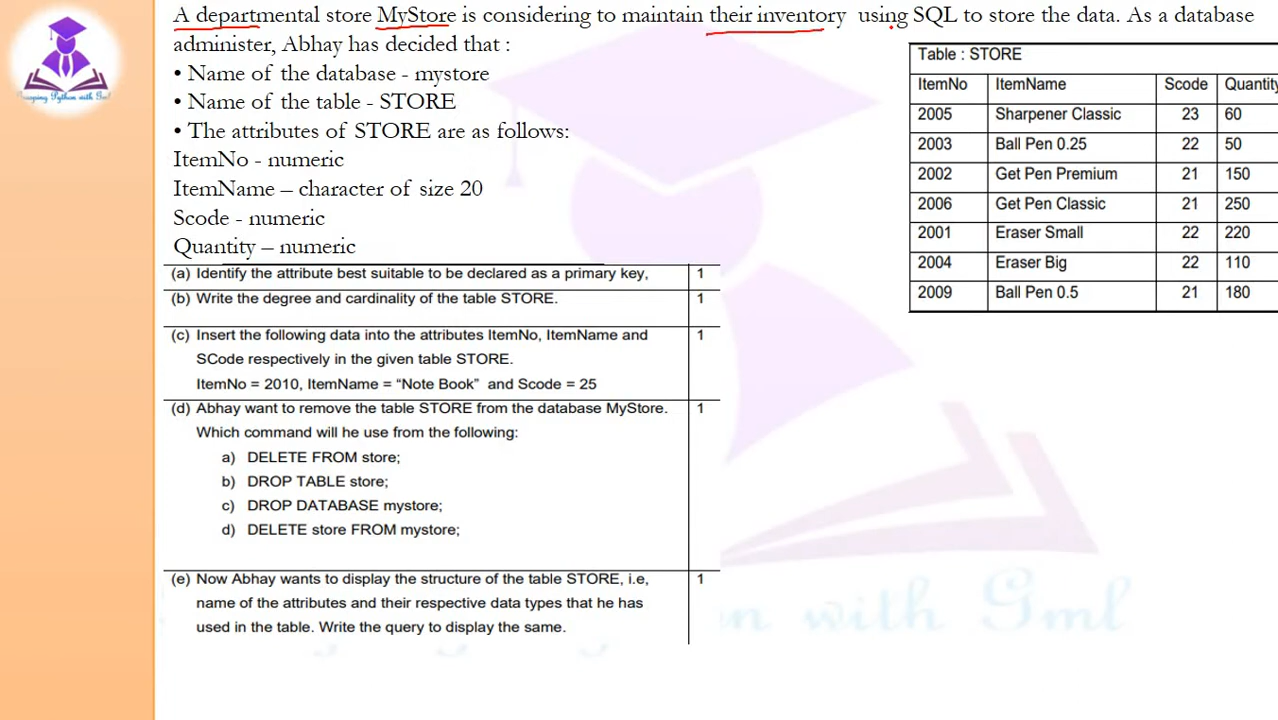 A departmental store MyStore is considering to maintain their inventory using SQL to store the data. As a database
administer, Abhay has decided that :
• Name of the database - mystore
• Name of the table - STORE
• The attributes of STORE are as follows:
ItemNo - numeric
ItemName – character of size 20
Scode - numeric
Quantity – numeric
Table : STORE
ItemNo ItemName Scode Quantity
2005 Sharpener Classic 23 60
2003 Ball Pen 0.25 22 50
2002 Get Pen Premium 21 150
2006 Get Pen Classic 21 250
2001 Eraser Small 22 220
2004 Eraser Big 22 110
2009 Ball Pen 0.5 21 180
(a) Identify the attribute best suitable to be declared as a primary key, 1
(b) Write the degree and cardinality of the table STORE. 1
(c) Insert the following data into the attributes ItemNo, ItemName and 1
SCode respectively in the given table STORE.
ItemNo = 2010, ItemName = “Note Book” and Scode = 25
(d) Abhay want to remove the table STORE from the database MyStore. 1
Which command will he use from the following:
a) DELETE FROM store;
b) DROP TABLE store;
c) DROP DATABASE mystore;
d) DELETE store FROM mystore;
(e) Now Abhay wants to display the structure of the table STORE, i.e, 1
name of the attributes and their respective data types that he has
used in the table. Write the query to display the same.
with Gml